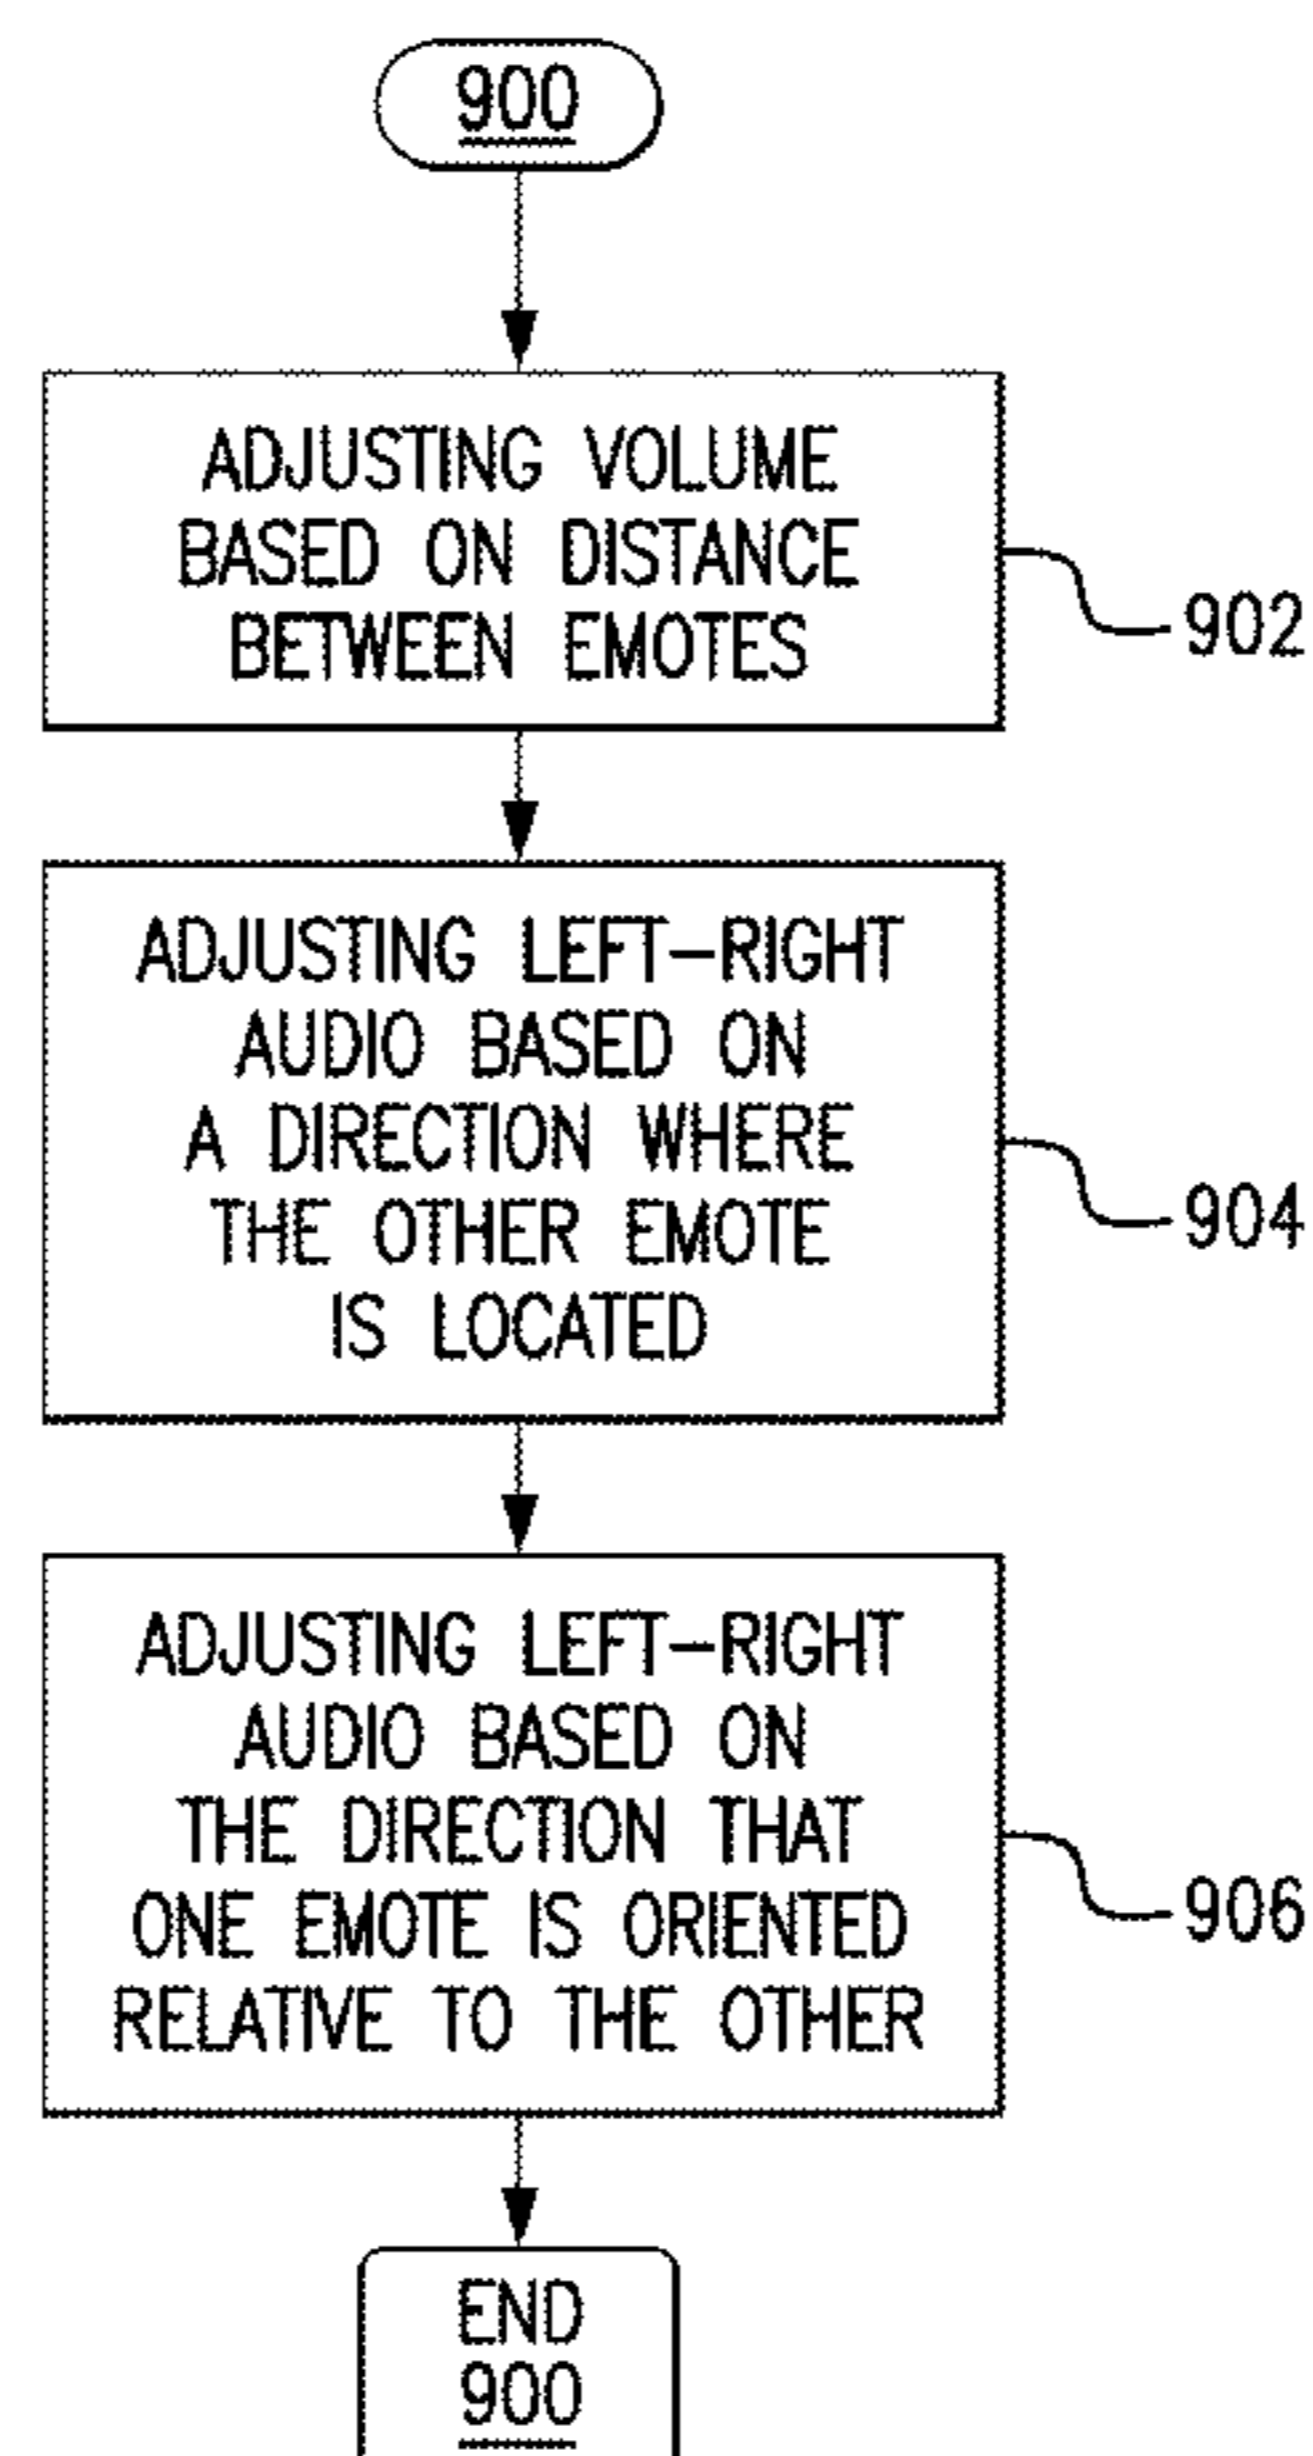 900
ADJUSTING VOLUME
BASED ON DISTANCE
BETWEEN EMOTES
902
ADJUSTING LEFT-RIGHT
AUDIO BASED ON
A DIRECTION WHERE
THE OTHER EMOTE
IS LOCATED
904
ADJUSTING LEFT-RIGHT
AUDIO BASED ON
THE DIRECTION THAT
ONE EMOTE IS ORIENTED
RELATIVE TO THE OTHER
906
END
900